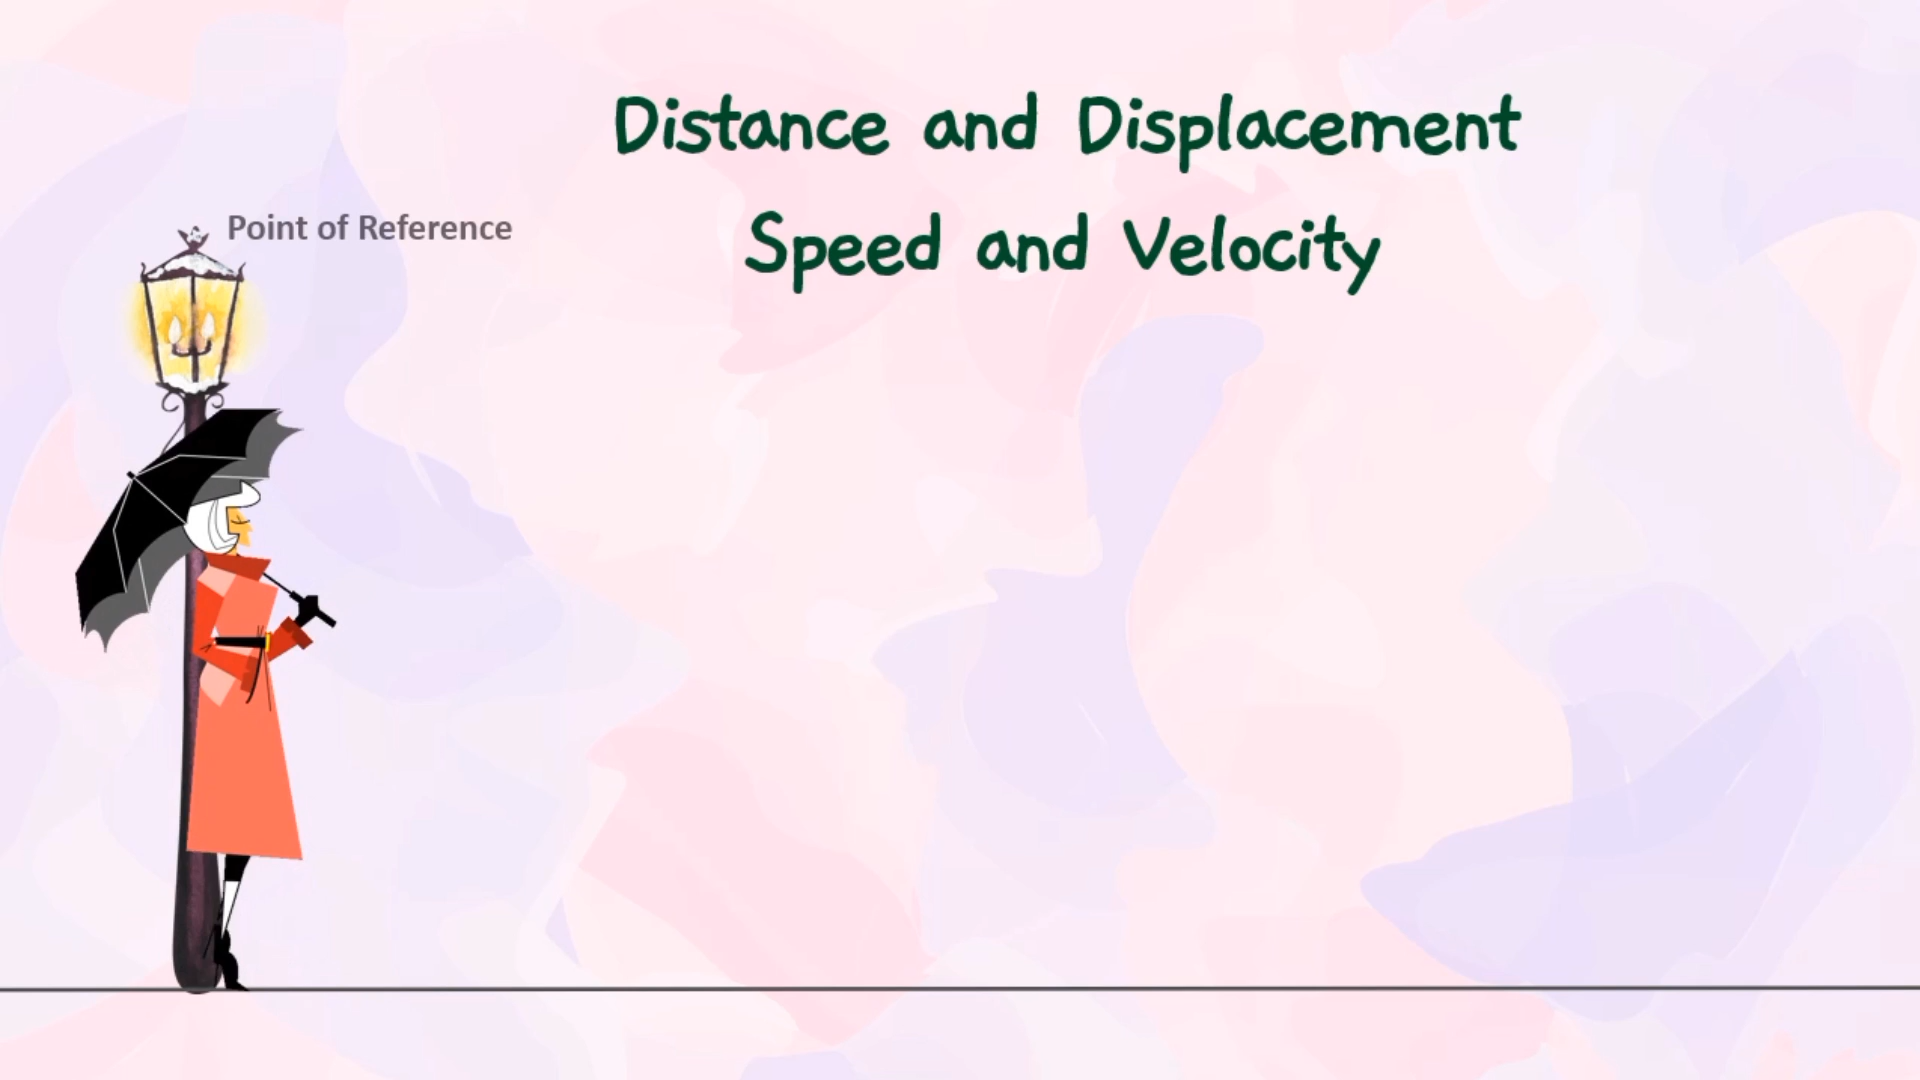 Distance and Displacement
Speed and Velocity
Point of Reference